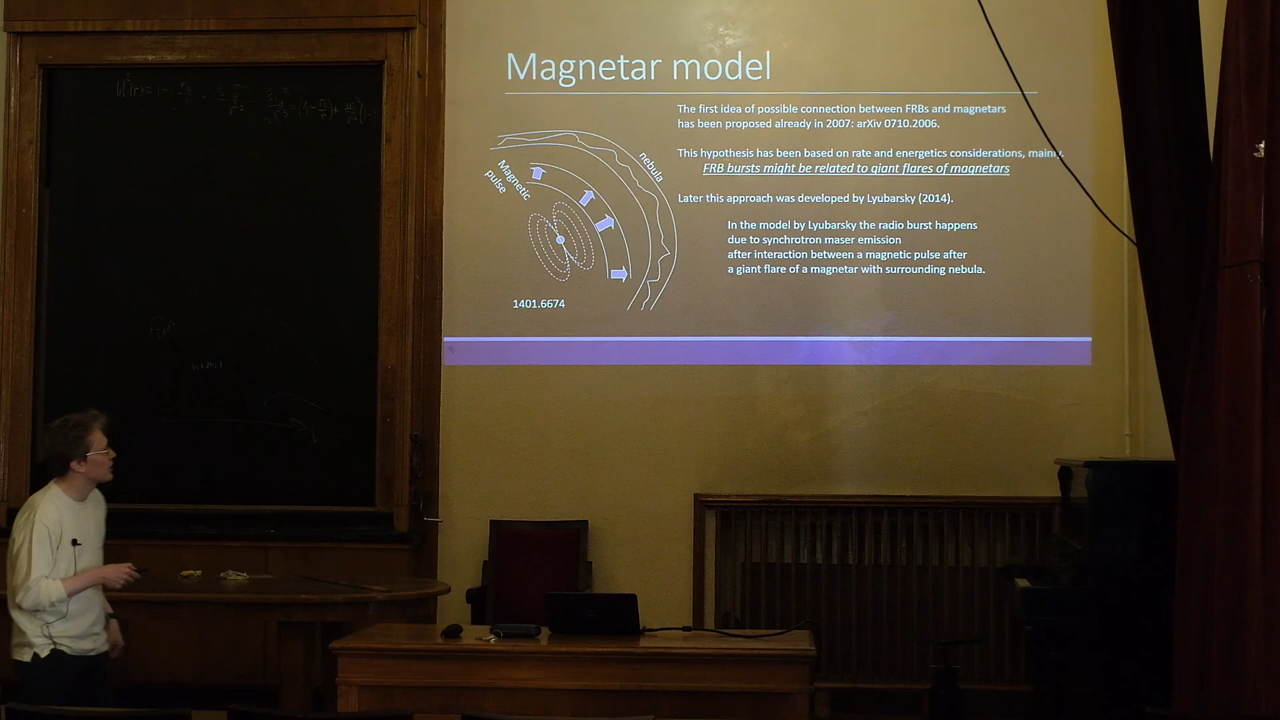 Magnetar model
The first idea of possible connection between FRBs and magnetars
has been proposed already in 2007: arXiv 0710.2006.
This hypothesis has been based on rate and energetics considerations, mainly
FRB bursts might be related to giant flares of magnetars
Later this approach was developed by Lyubarsky (2014).
In the model by Lyubarsky the radio burst happens
due to synchrotron maser emission
after interaction between a magnetic pulse after
a giant flare of a magnetar with surrounding nebula.
nebula
Magnetic
pulse
1401.6674